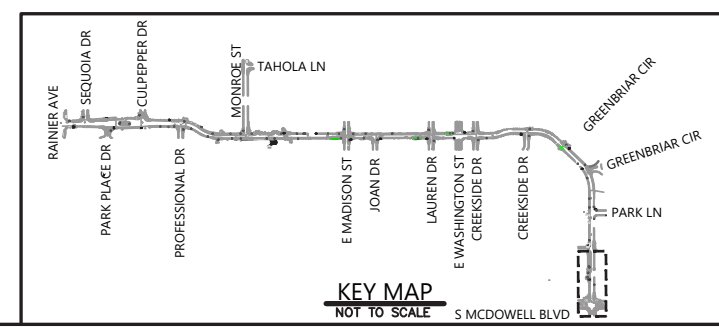 RAINIER AVE
SEQUOIA DR
PARK PLACE DR
CULPEPPER DR
PROFESSIONAL DR
MONROE ST
TAHOLA LN
E MADISON ST
JOAN DR
LAUREN DR
E WASHINGTON ST
CREEKSIDE DR
CREEKSIDE DR
GREENBRIAR CIR
GREENBRIAR CIR
PARK LN
S MCDOWELL BLVD
KEY MAP
NOT TO SCALE